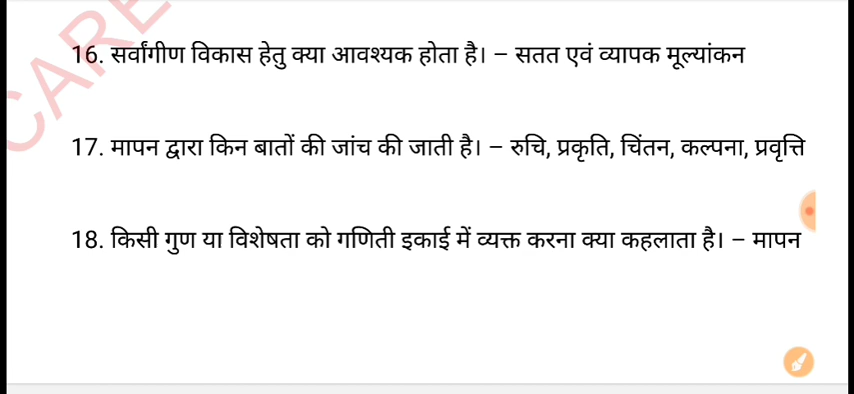 CARE
16. सर्वांगीण विकास हेतु क्या आवश्यक होता है। – सतत एवं व्यापक मूल्यांकन
17. मापन द्वारा किन बातों की जांच की जाती है। – रुचि, प्रकृति, चिंतन, कल्पना, प्रवृत्ति
18. किसी गुण या विशेषता को गणिती इकाई में व्यक्त करना क्या कहलाता है। – मापन